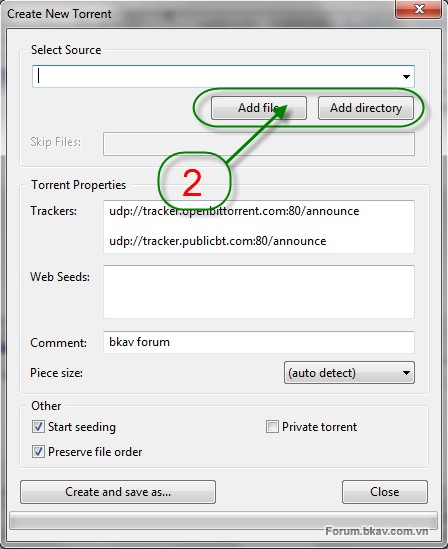 Create New Torrent
Select Source
Add file
Add directory
Skip Files:
2
Torrent Properties
Trackers:
udp://tracker.openbittorrent.com:80/announce
udp://tracker.publicbt.com:80/announce
Web Seeds:
Comment:
bkav forum
Piece size:
(auto detect)
Other
Start seeding
Private torrent
Preserve file order
Create and save as...
Close
Forum.bkav.com.vn